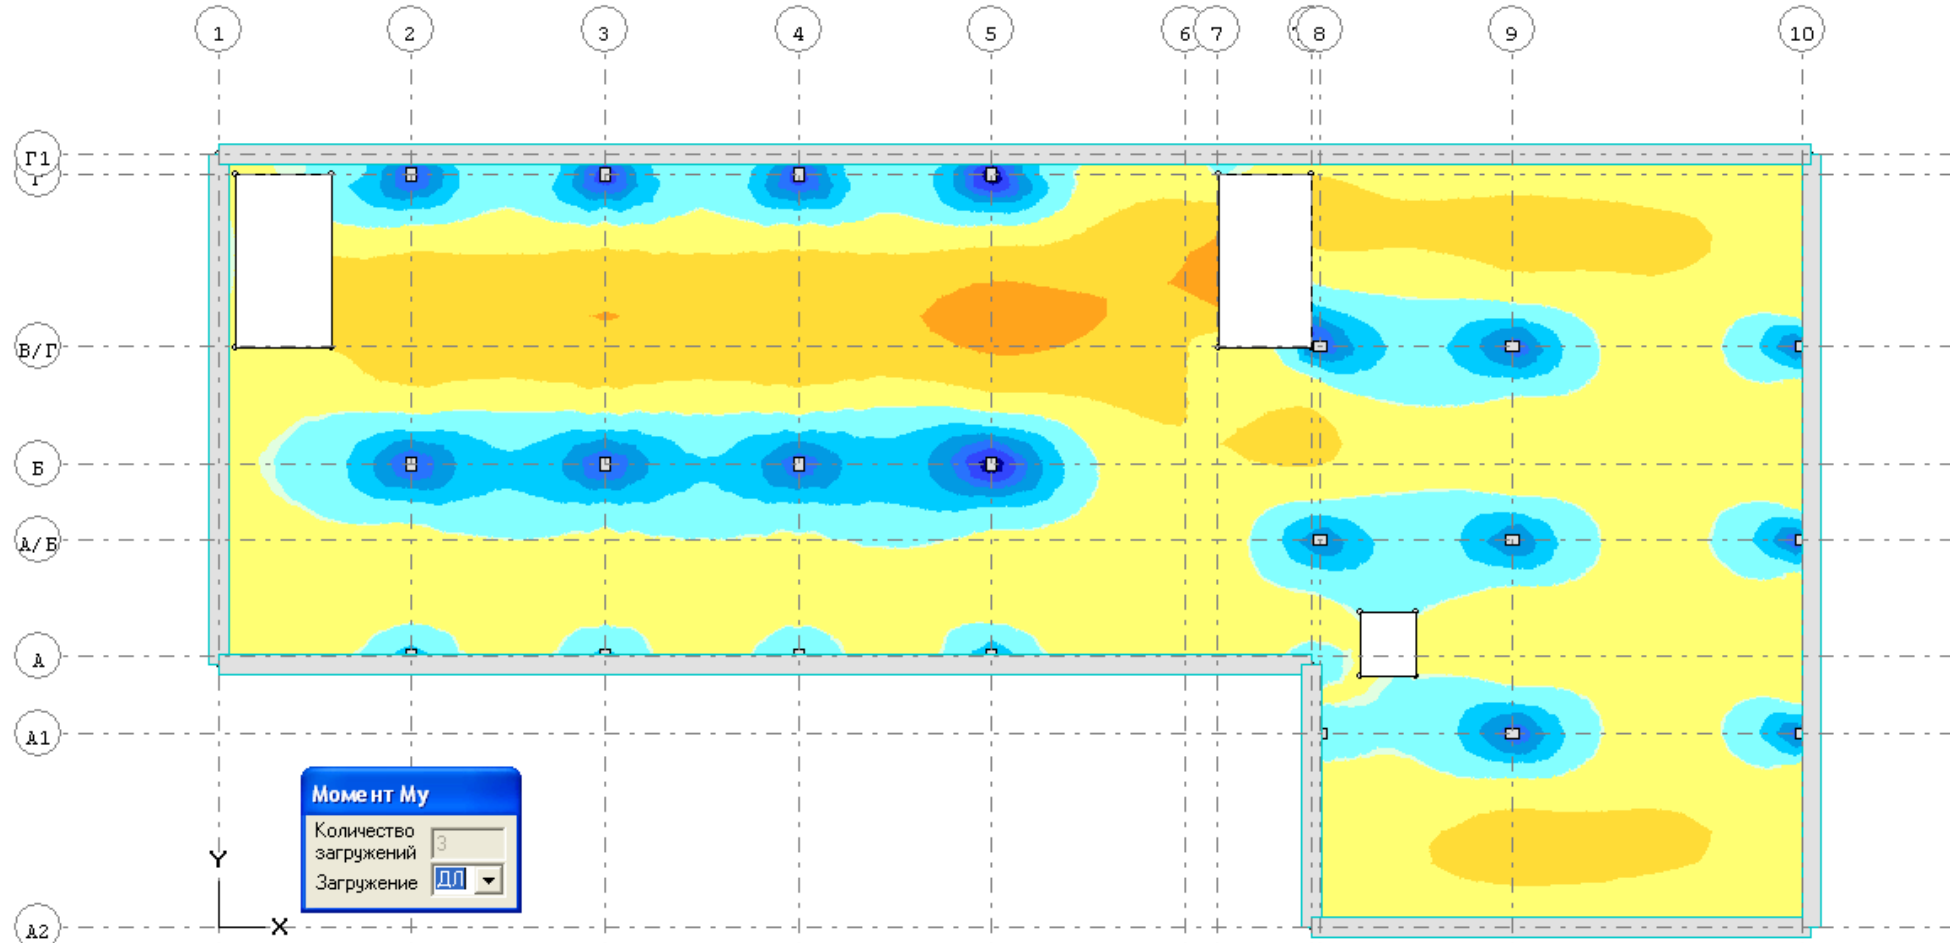 1 2 3 4 5 6 7 8 9 10
Г1
В/Г
Б
А/Б
А
А1
А2
Момент My
Количество
загружений 3
Загружение ДЛ
Y
X